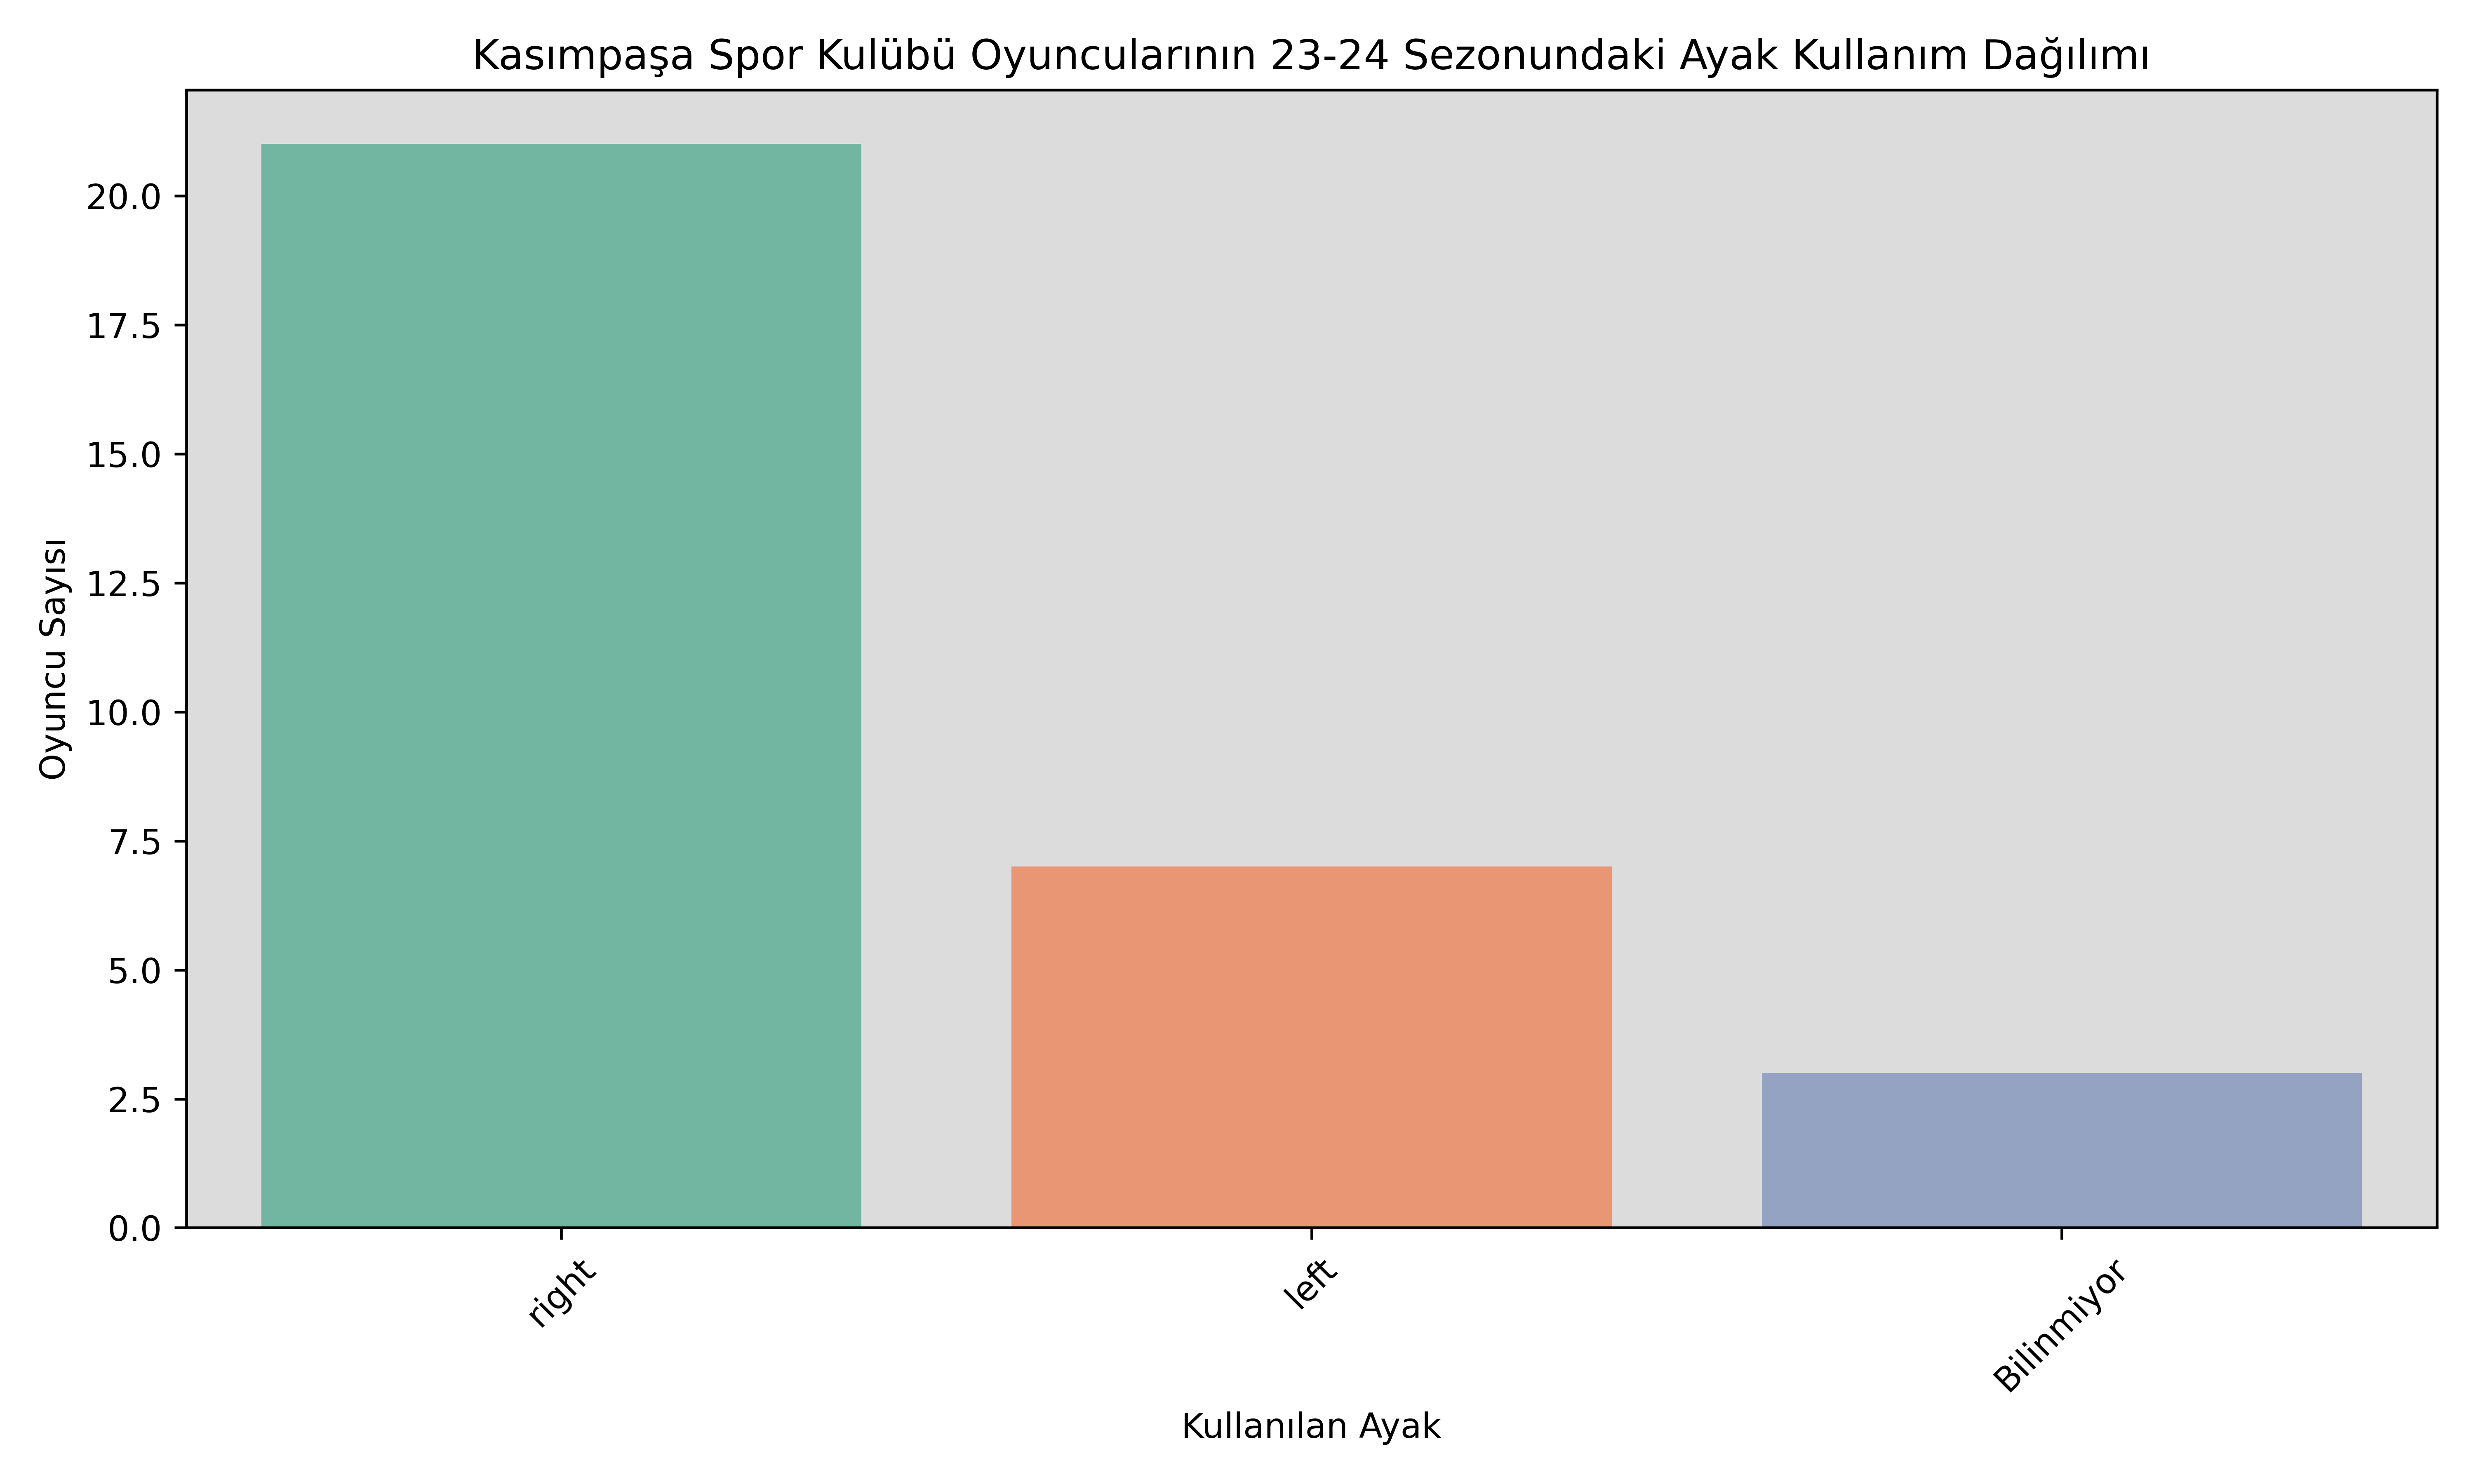 Kasımpaşa Spor Kulübü Oyuncularının 23-24 Sezonundaki Ayak Kullanım Dağılımı
Oyuncu Sayısı
20.0
17.5
15.0
12.5
10.0
7.5
5.0
2.5
0.0
right
left
Bilinmiyor
Kullanılan Ayak